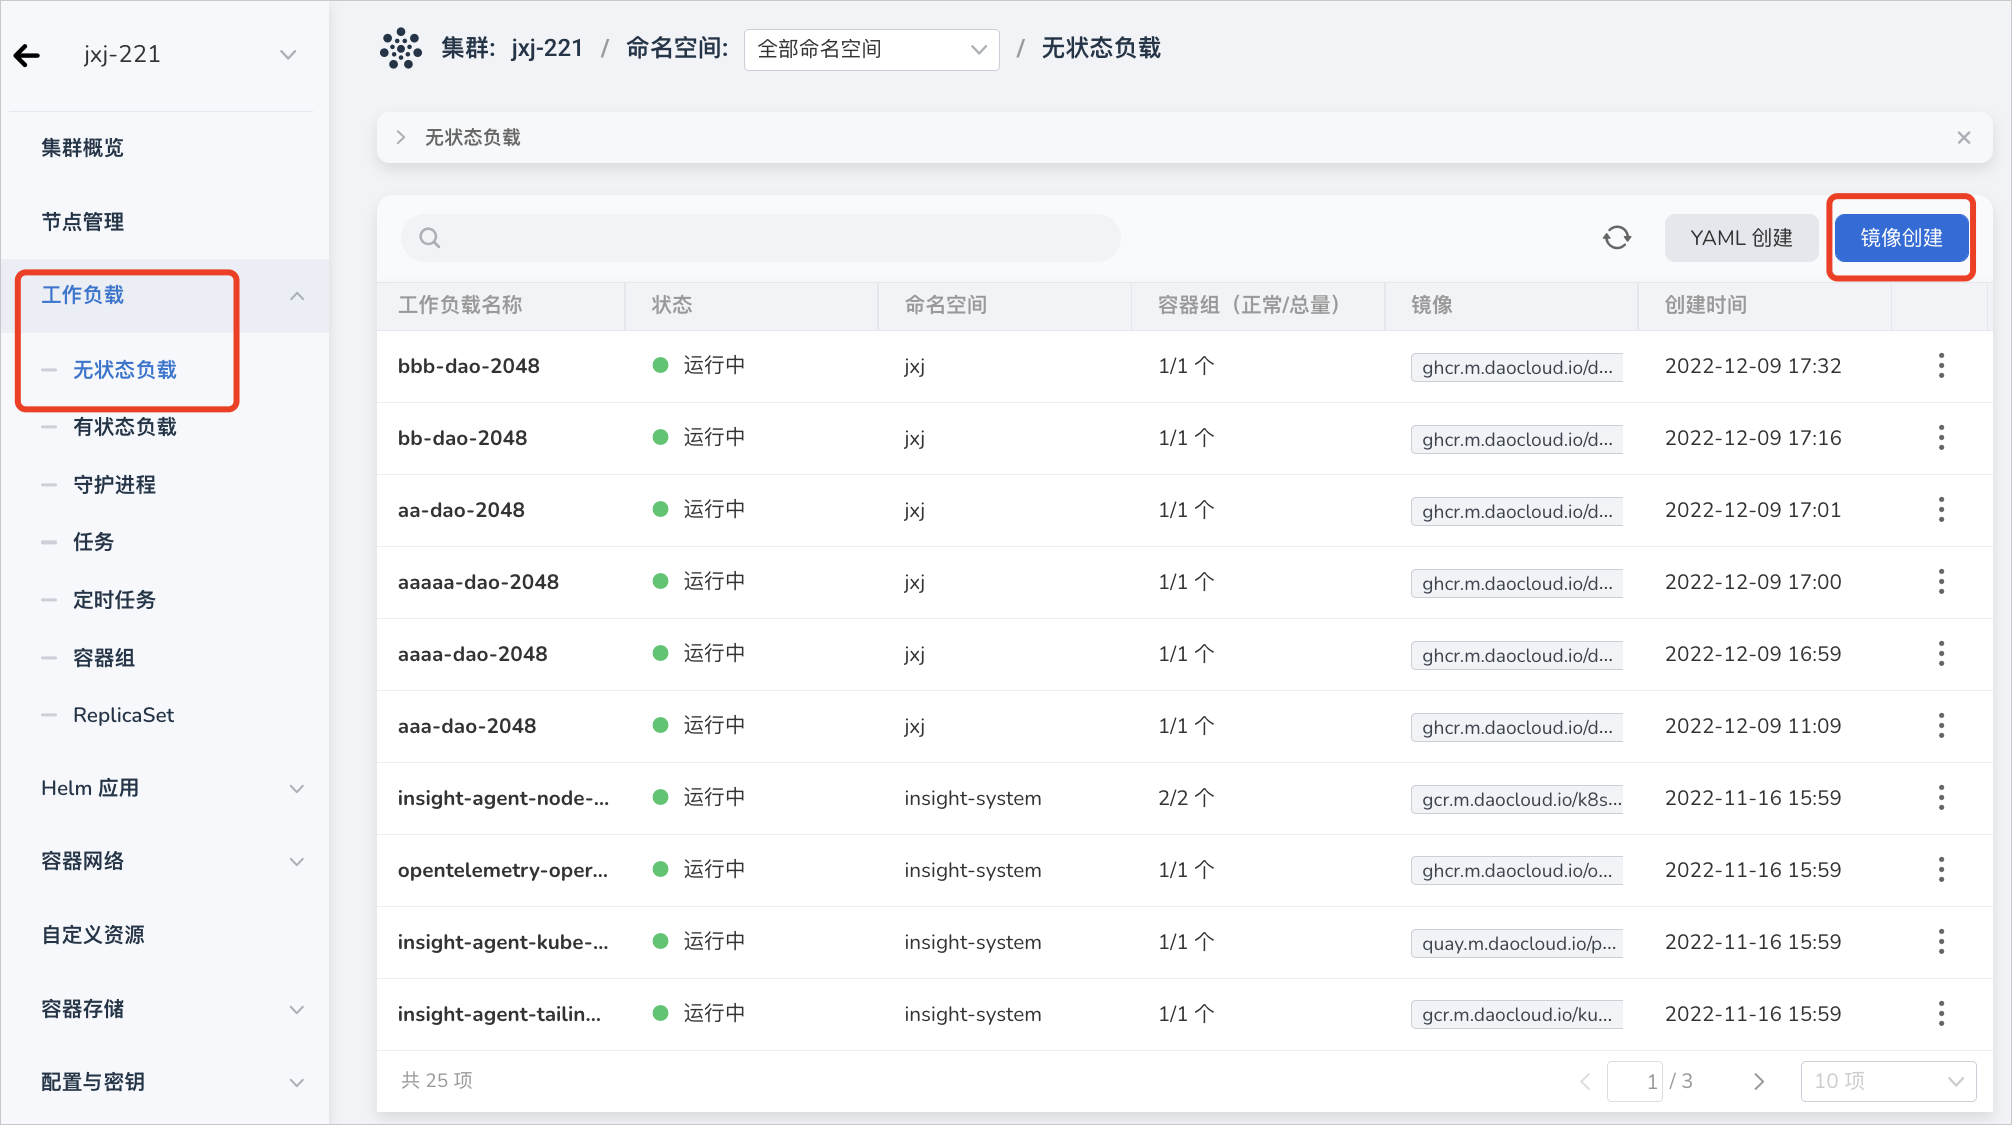 jxj-221
集群概览
节点管理
工作负载
无状态负载
有状态负载
守护进程
任务
定时任务
容器组
ReplicaSet
Helm 应用
容器网络
自定义资源
容器存储
配置与密钥
集群: jxj-221 / 命名空间: 全部命名空间 / 无状态负载
无状态负载
YAML 创建 镜像创建
工作负载名称 状态 命名空间 容器组（正常/总量） 镜像 创建时间
bbb-dao-2048 运行中 jxj 1/1 个 ghcr.m.daocloud.io/d... 2022-12-09 17:32
bb-dao-2048 运行中 jxj 1/1 个 ghcr.m.daocloud.io/d... 2022-12-09 17:16
aa-dao-2048 运行中 jxj 1/1 个 ghcr.m.daocloud.io/d... 2022-12-09 17:01
aaaaa-dao-2048 运行中 jxj 1/1 个 ghcr.m.daocloud.io/d... 2022-12-09 17:00
aaaa-dao-2048 运行中 jxj 1/1 个 ghcr.m.daocloud.io/d... 2022-12-09 16:59
aaa-dao-2048 运行中 jxj 1/1 个 ghcr.m.daocloud.io/d... 2022-12-09 11:09
insight-agent-node-... 运行中 insight-system 2/2 个 gcr.m.daocloud.io/k8s... 2022-11-16 15:59
opentelemetry-oper... 运行中 insight-system 1/1 个 ghcr.m.daocloud.io/o... 2022-11-16 15:59
insight-agent-kube-... 运行中 insight-system 1/1 个 quay.m.daocloud.io/p... 2022-11-16 15:59
insight-agent-tailin... 运行中 insight-system 1/1 个 gcr.m.daocloud.io/ku... 2022-11-16 15:59
共 25 项 1 / 3 10 项